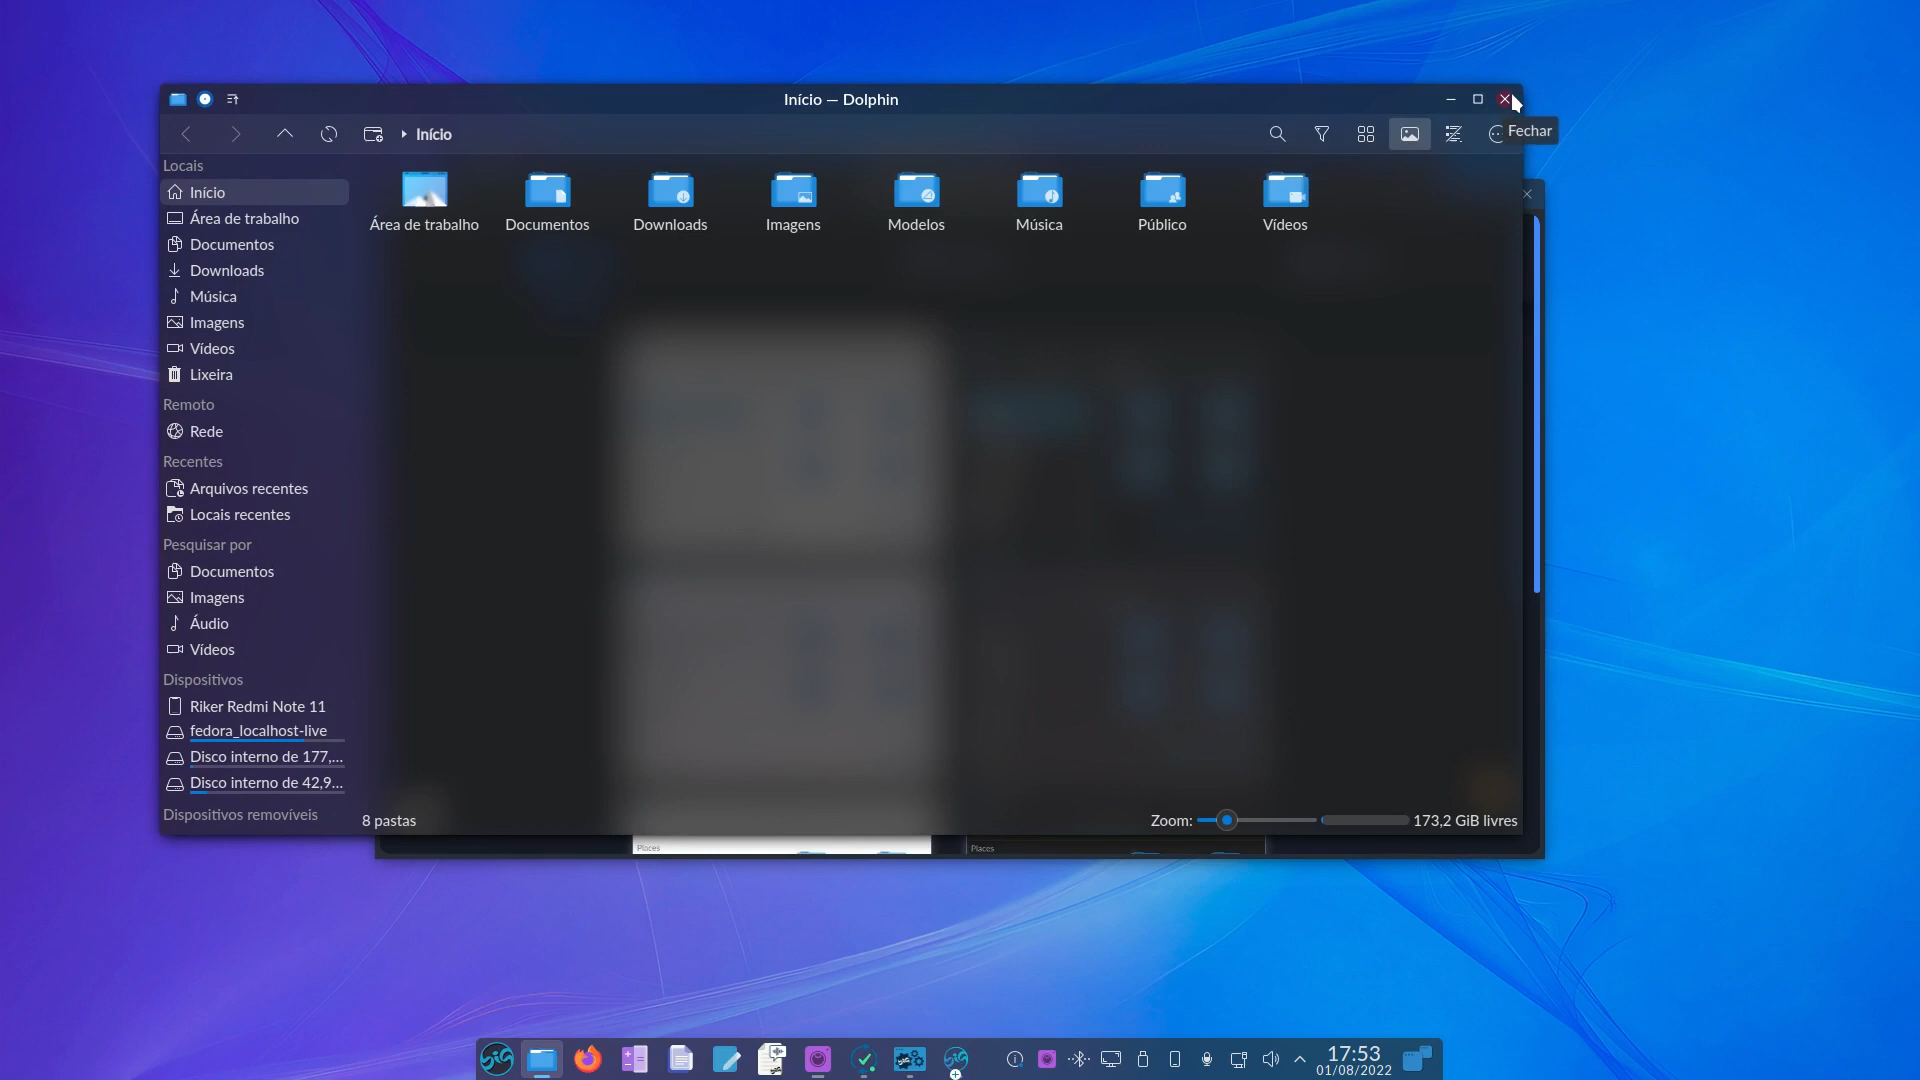 Início — Dolphin
Início
Fechar
Locais
Início
Área de trabalho
Documentos
Downloads
Música
Imagens
Vídeos
Lixeira
Remoto
Rede
Recentes
Arquivos recentes
Locais recentes
Pesquisar por
Documentos
Imagens
Áudio
Vídeos
Dispositivos
Riker Redmi Note 11
fedora_localhost-live
Disco interno de 177,...
Disco interno de 42,9...
Dispositivos removíveis
Área de trabalho
Documentos
Downloads
Imagens
Modelos
Música
Público
Vídeos
8 pastas
Zoom:
173,2 GiB livres
Places
Places
17:53
01/08/2022